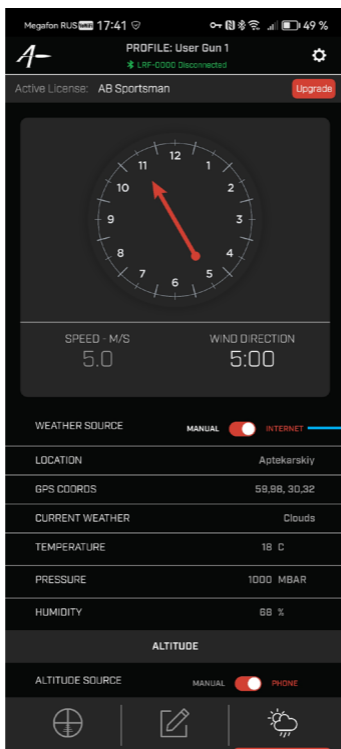 Megafon RUS 17:41 49 %
PROFILE: User Gun 1
LRF-0000 Disconnected
Active License: AB Sportsman Upgrade
12
11 1
10 2
9 3
8 4
7 5
6
SPEED - M/S WIND DIRECTION
5.0 5:00
WEATHER SOURCE MANUAL INTERNET
LOCATION Aptekarskiy
GPS COORDS 59,98, 30,32
CURRENT WEATHER Clouds
TEMPERATURE 18 C
PRESSURE 1000 MBAR
HUMIDITY 68 %
ALTITUDE
ALTITUDE SOURCE MANUAL PHONE